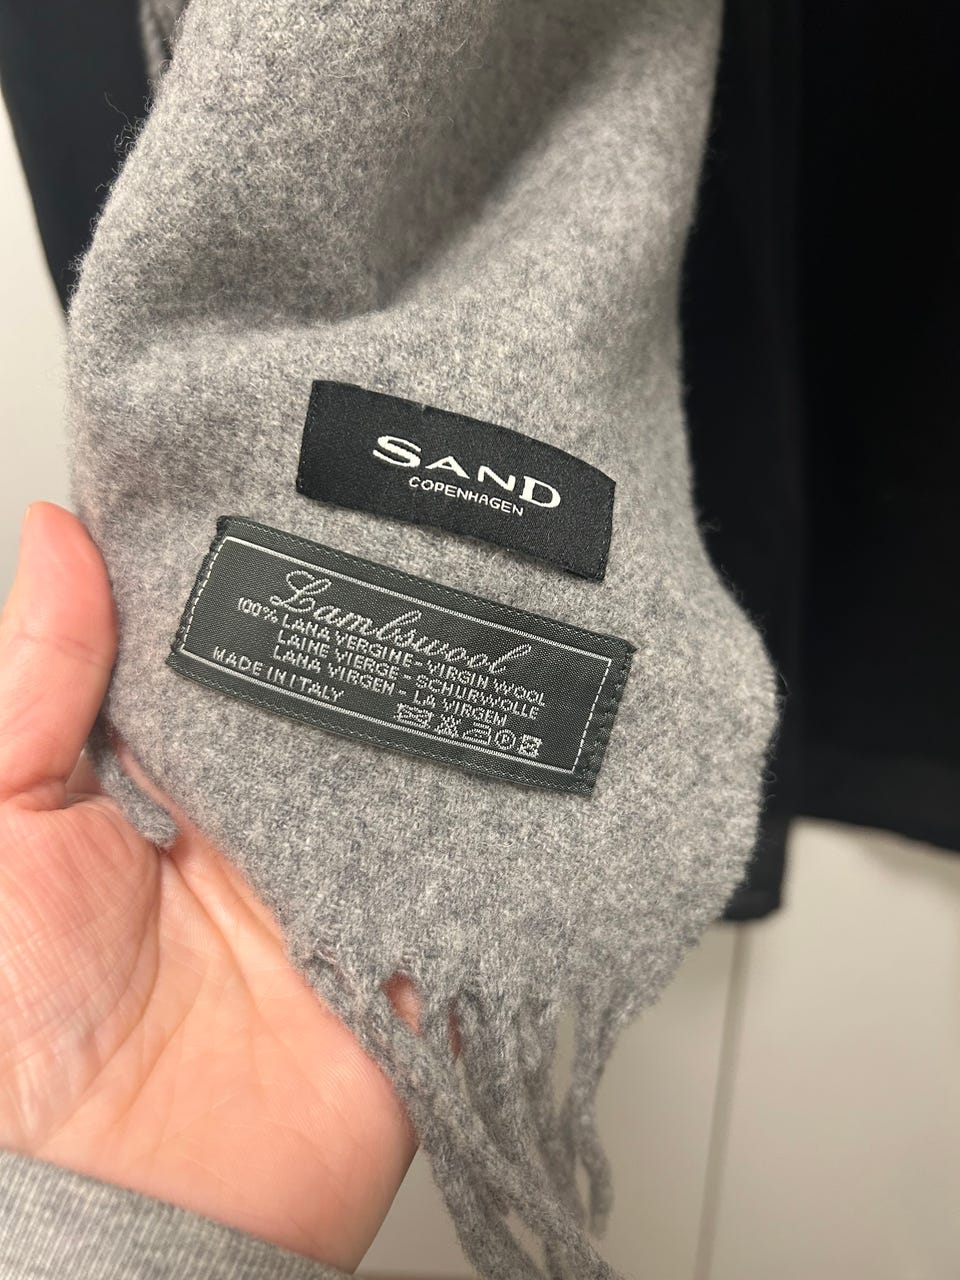 SAND
COPENHAGEN
Lambswool
100% LANA VERGINE - VIRGIN WOOL
LAINE VIERGE - SCHURWOLLE
LANA VIRGEN - LA VIRGEN
MADE IN ITALY
P